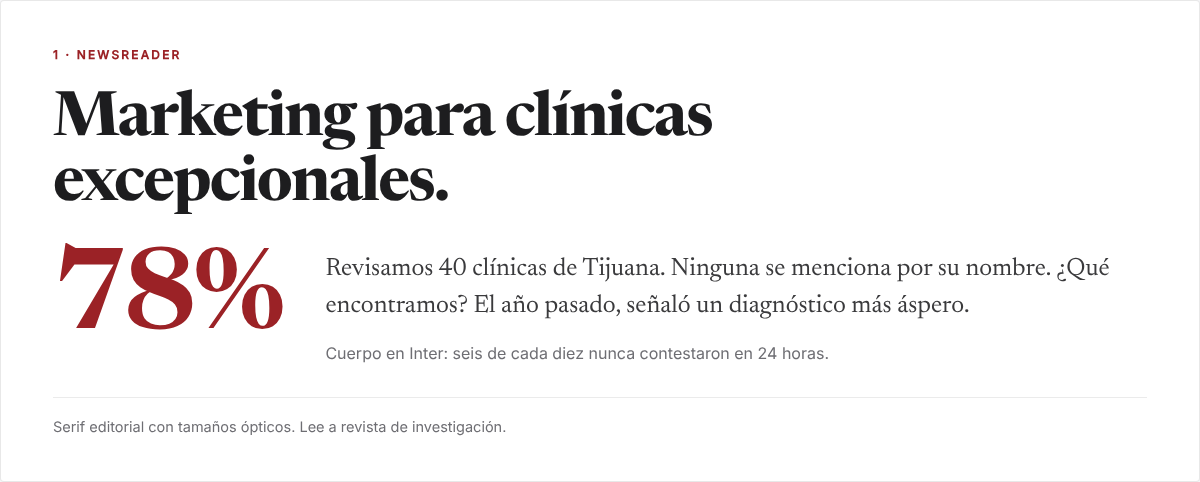 1 · NEWSREADER
Marketing para clínicas
excepcionales.
78%
Revisamos 40 clínicas de Tijuana. Ninguna se menciona por su nombre. ¿Qué
encontramos? El año pasado, señaló un diagnóstico más áspero.
Cuerpo en Inter: seis de cada diez nunca contestaron en 24 horas.
Serif editorial con tamaños ópticos. Lee a revista de investigación.